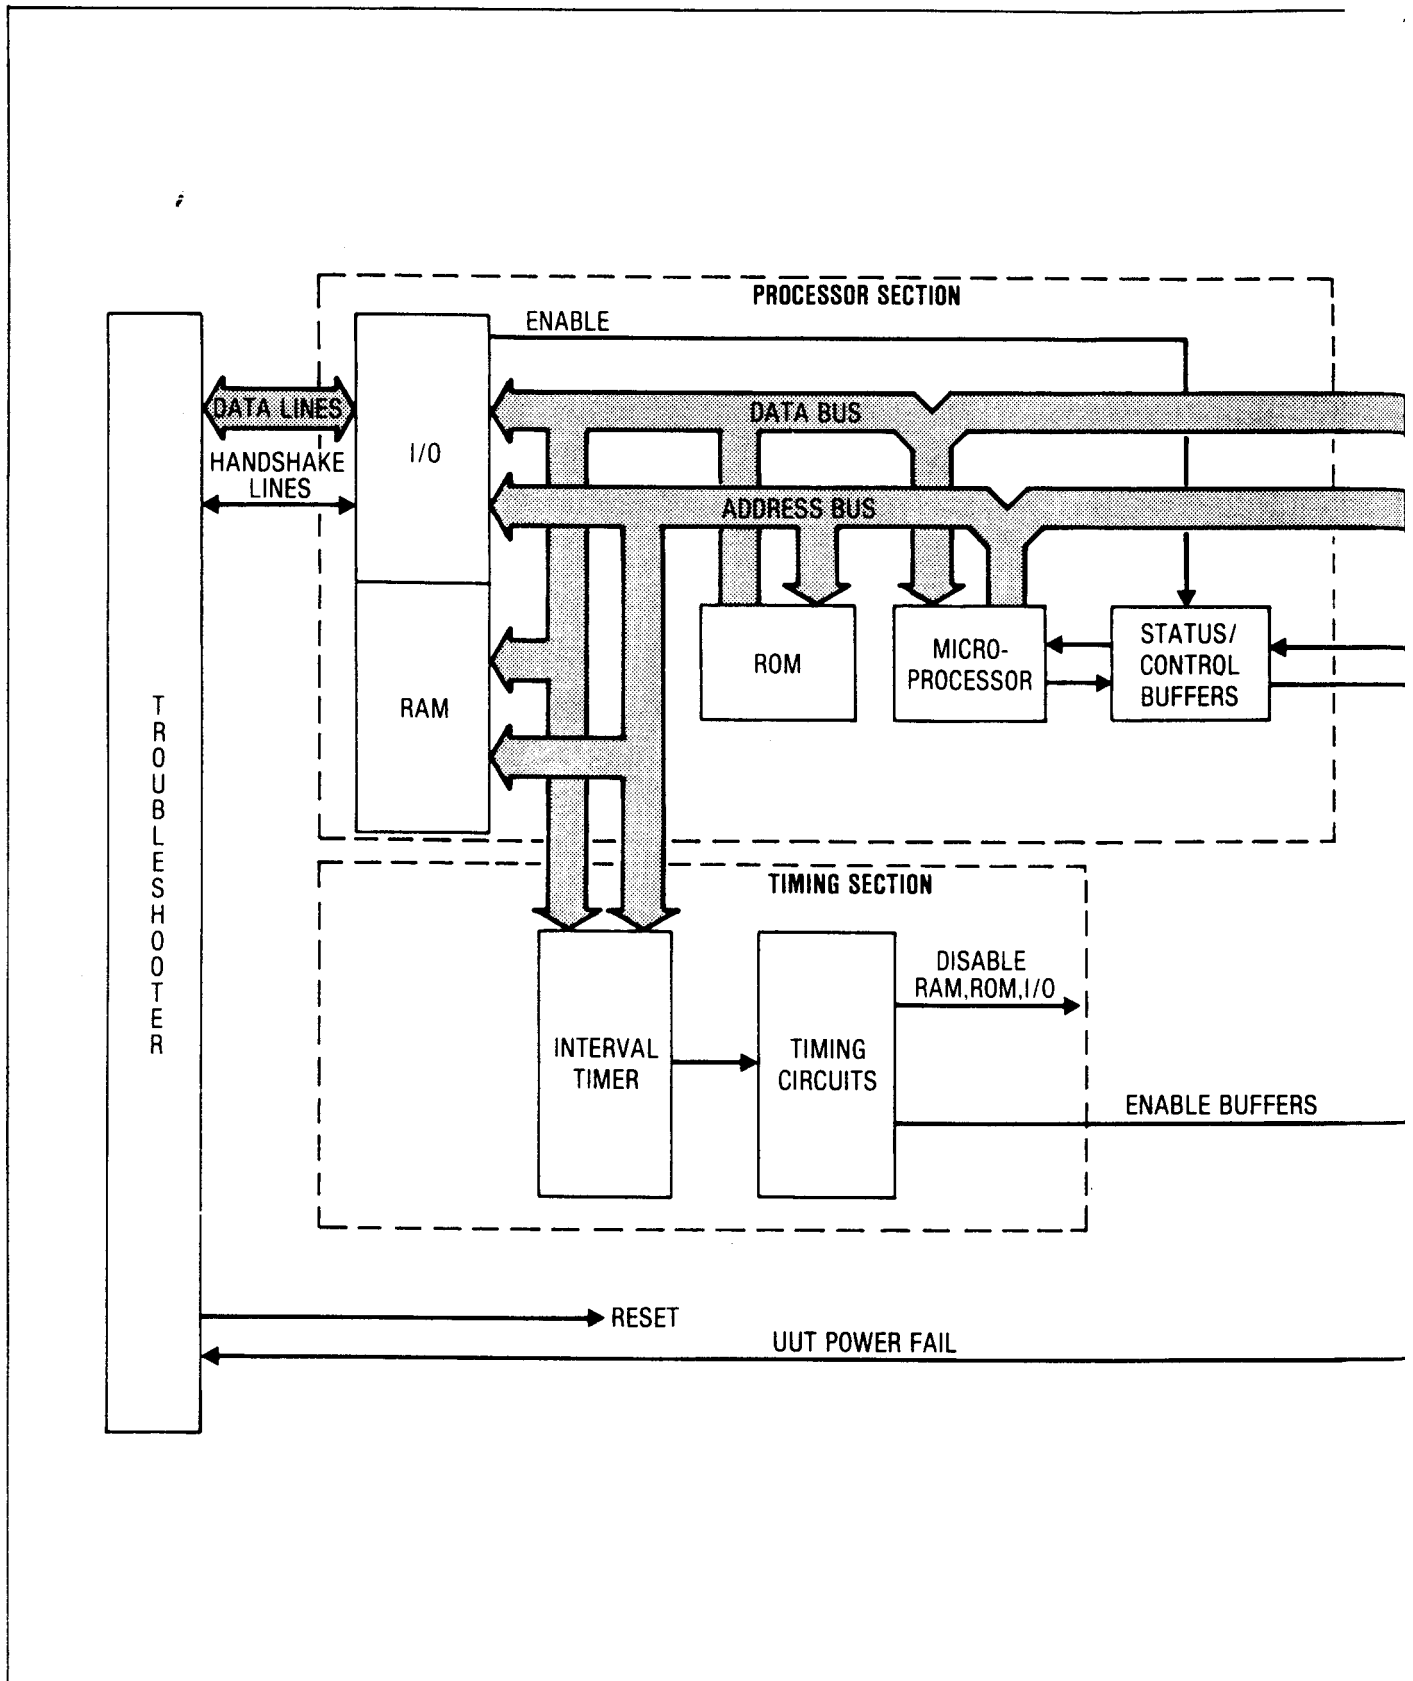 PROCESSOR SECTION
ENABLE
DATA LINES
DATA BUS
I/O
HANDSHAKE
LINES
ADDRESS BUS
ROM
MICRO-
PROCESSOR
STATUS/
CONTROL
BUFFERS
RAM
TROUBLESHOOTER
TIMING SECTION
DISABLE
RAM,ROM,I/O
INTERVAL
TIMER
TIMING
CIRCUITS
ENABLE BUFFERS
RESET
UUT POWER FAIL